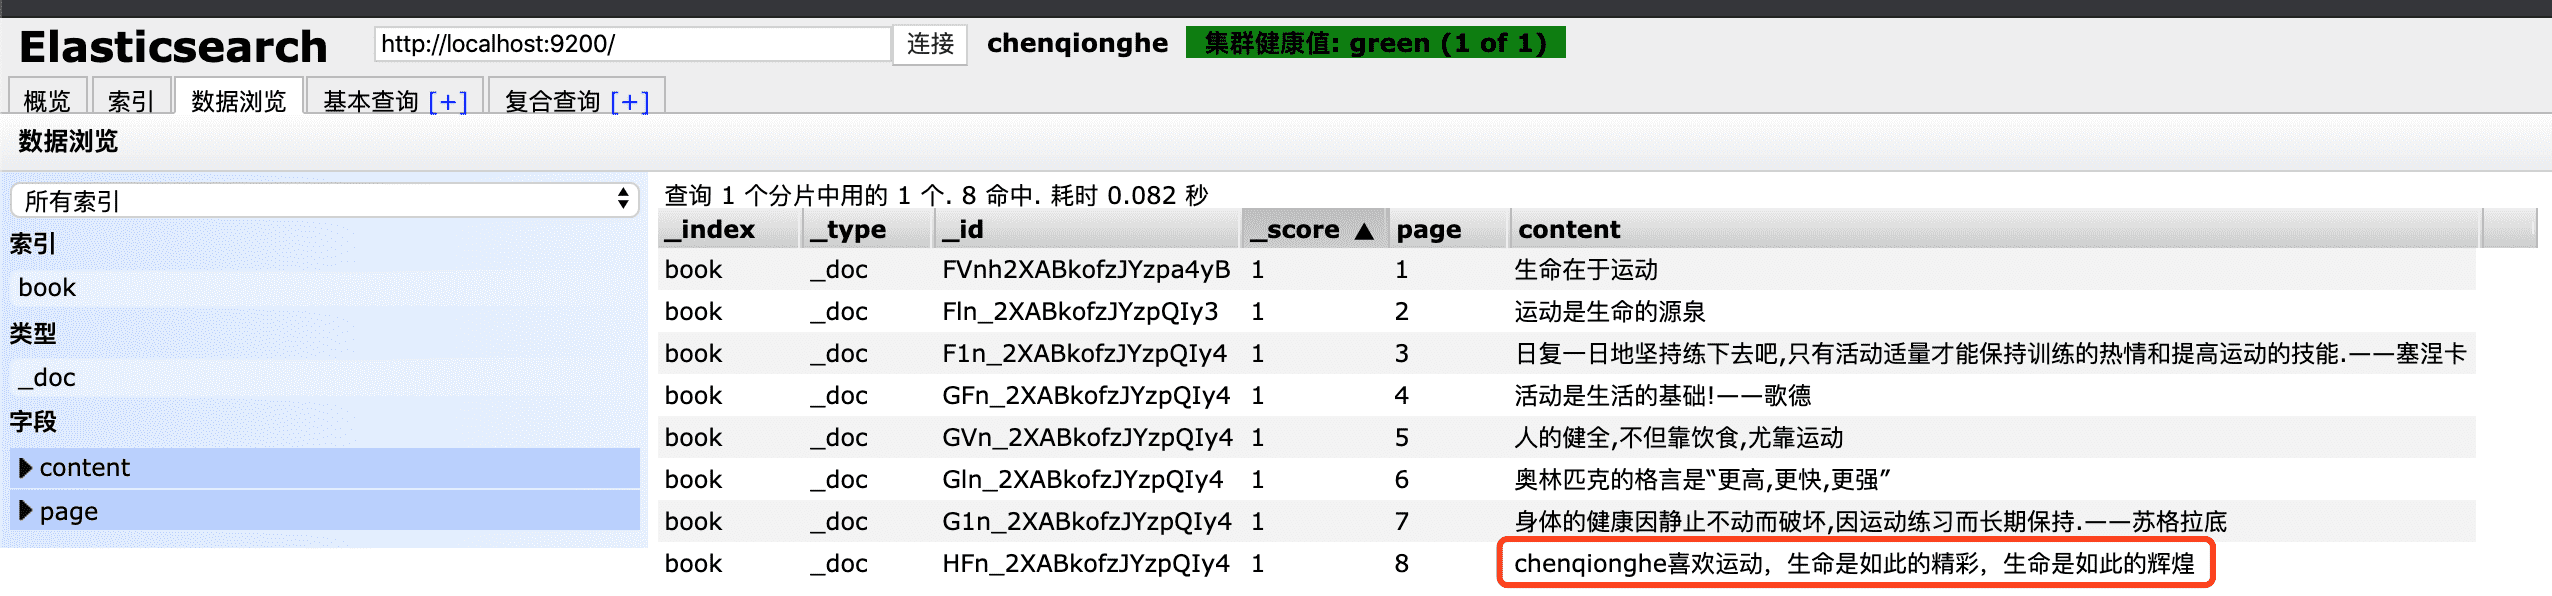 Elasticsearch http://localhost:9200/ 连接 chenqionghe 集群健康值: green (1 of 1)
概览 索引 数据浏览 基本查询 [+] 复合查询 [+]
数据浏览
所有索引
索引
book
类型
_doc
字段
content
page
查询 1 个分片中用的 1 个. 8 命中. 耗时 0.082 秒
_index _type _id _score ▲ page content
book _doc FVnh2XABkofzJYzpa4yB 1 1 生命在于运动
book _doc Fln_2XABkofzJYzpQIy3 1 2 运动是生命的源泉
book _doc F1n_2XABkofzJYzpQIy4 1 3 日复一日地坚持练下去吧,只有活动适量才能保持训练的热情和提高运动的技能.——塞涅卡
book _doc GFn_2XABkofzJYzpQIy4 1 4 活动是生活的基础!——歌德
book _doc GVn_2XABkofzJYzpQIy4 1 5 人的健全,不但靠饮食,尤靠运动
book _doc Gln_2XABkofzJYzpQIy4 1 6 奥林匹克的格言是“更高,更快,更强”
book _doc G1n_2XABkofzJYzpQIy4 1 7 身体的健康因静止不动而破坏,因运动练习而长期保持.——苏格拉底
book _doc HFn_2XABkofzJYzpQIy4 1 8 chenqionghe喜欢运动，生命是如此的精彩，生命是如此的辉煌